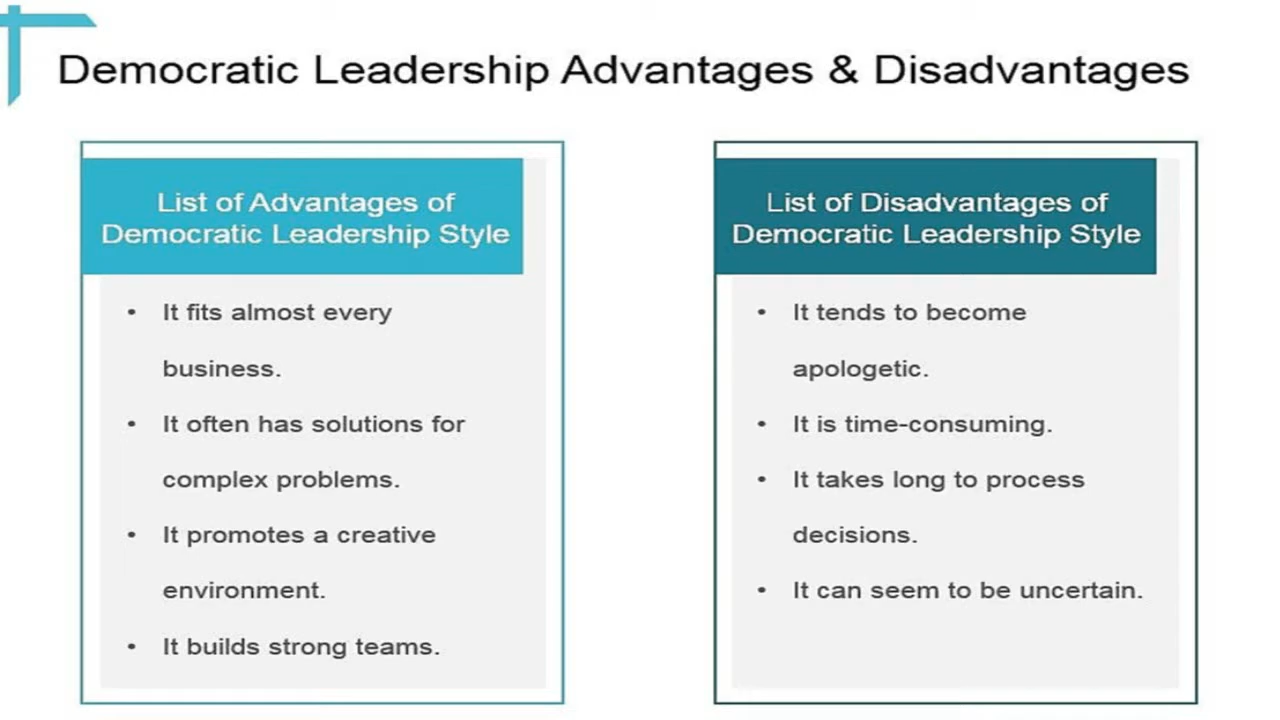 Democratic Leadership Advantages & Disadvantages
List of Advantages of
Democratic Leadership Style
• It fits almost every
business.
• It often has solutions for
complex problems.
• It promotes a creative
environment.
• It builds strong teams.
List of Disadvantages of
Democratic Leadership Style
• It tends to become
apologetic.
• It is time-consuming.
• It takes long to process
decisions.
• It can seem to be uncertain.